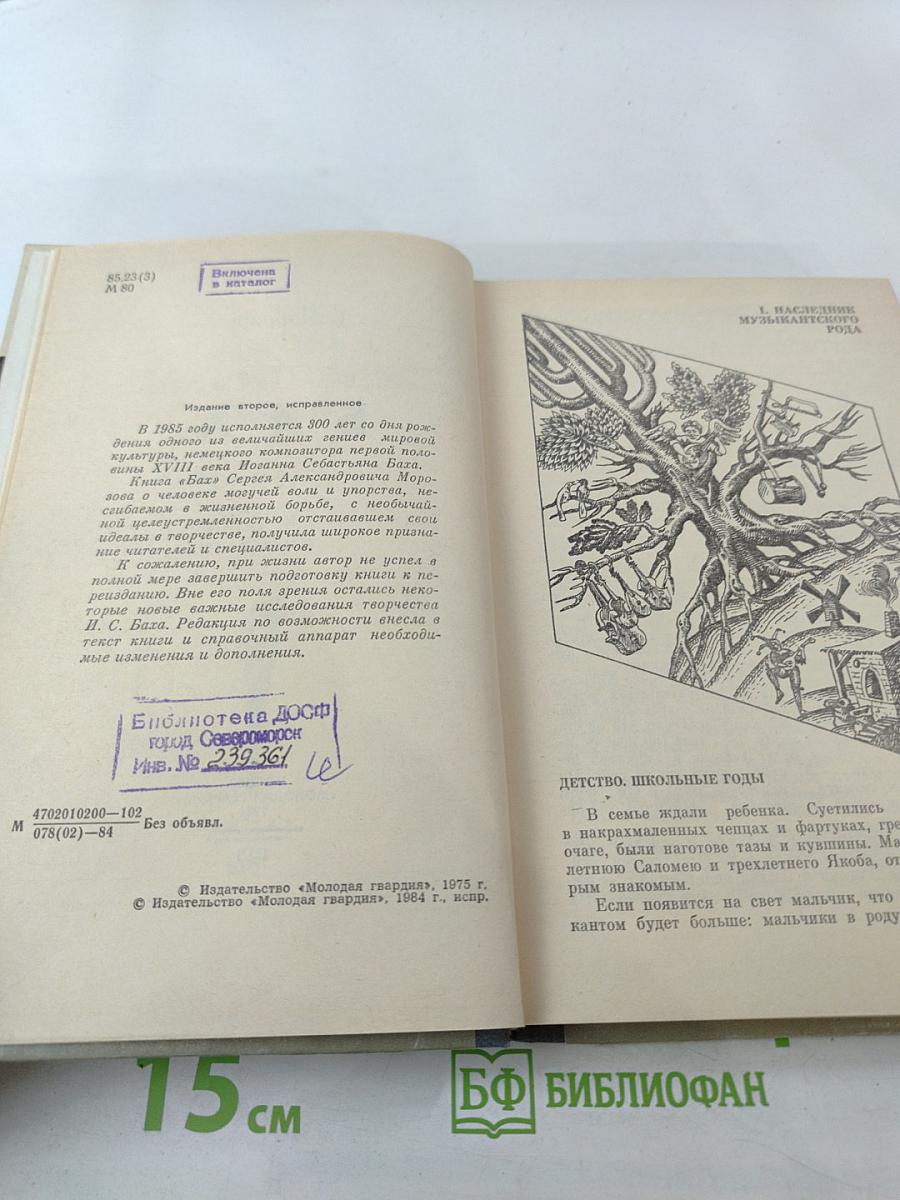 85.23(3)
М 80
Включена
в каталог
Издание второе, исправленное
В 1985 году исполняется 300 лет со дня рож-
дения одного из величайших гениев мировой
культуры, немецкого композитора первой поло-
вины XVIII века Иоганна Себастьяна Баха.
Книга «Бах» Сергея Александровича Моро-
зова о человеке могучей воли и упорства, не-
сгибаемом в жизненной борьбе, с необычай-
ной целеустремленностью отстаивавшем свои
идеалы в творчестве, получила широкое призна-
ние читателей и специалистов.
К сожалению, при жизни автор не успел в
полной мере завершить подготовку книги к пе-
реизданию. Вне его поля зрения остались неко-
торые новые важные исследования творчества
И. С. Баха. Редакция по возможности внесла в
текст книги и справочный аппарат необходи-
мые изменения и дополнения.
Библиотека ДОСФ
город Североморск
Инв. № 239361
М 4702010200—102
078(02)—84 Без объявл.
© Издательство «Молодая гвардия», 1975 г.
© Издательство «Молодая гвардия», 1984 г., испр.
I. НАСЛЕДНИК
МУЗЫКАНТСКОГО
РОДА
ДЕТСТВО. ШКОЛЬНЫЕ ГОДЫ
В семье ждали ребенка. Суетились
в накрахмаленных чепцах и фартуках, гре
очаге, были наготове тазы и кувшины. Ма
летнюю Саломею и трехлетнего Якоба, от
рым знакомым.
Если появится на свет мальчик, что
кантом будет больше: мальчики в роду
15 см
БФ БИБЛИОФАН